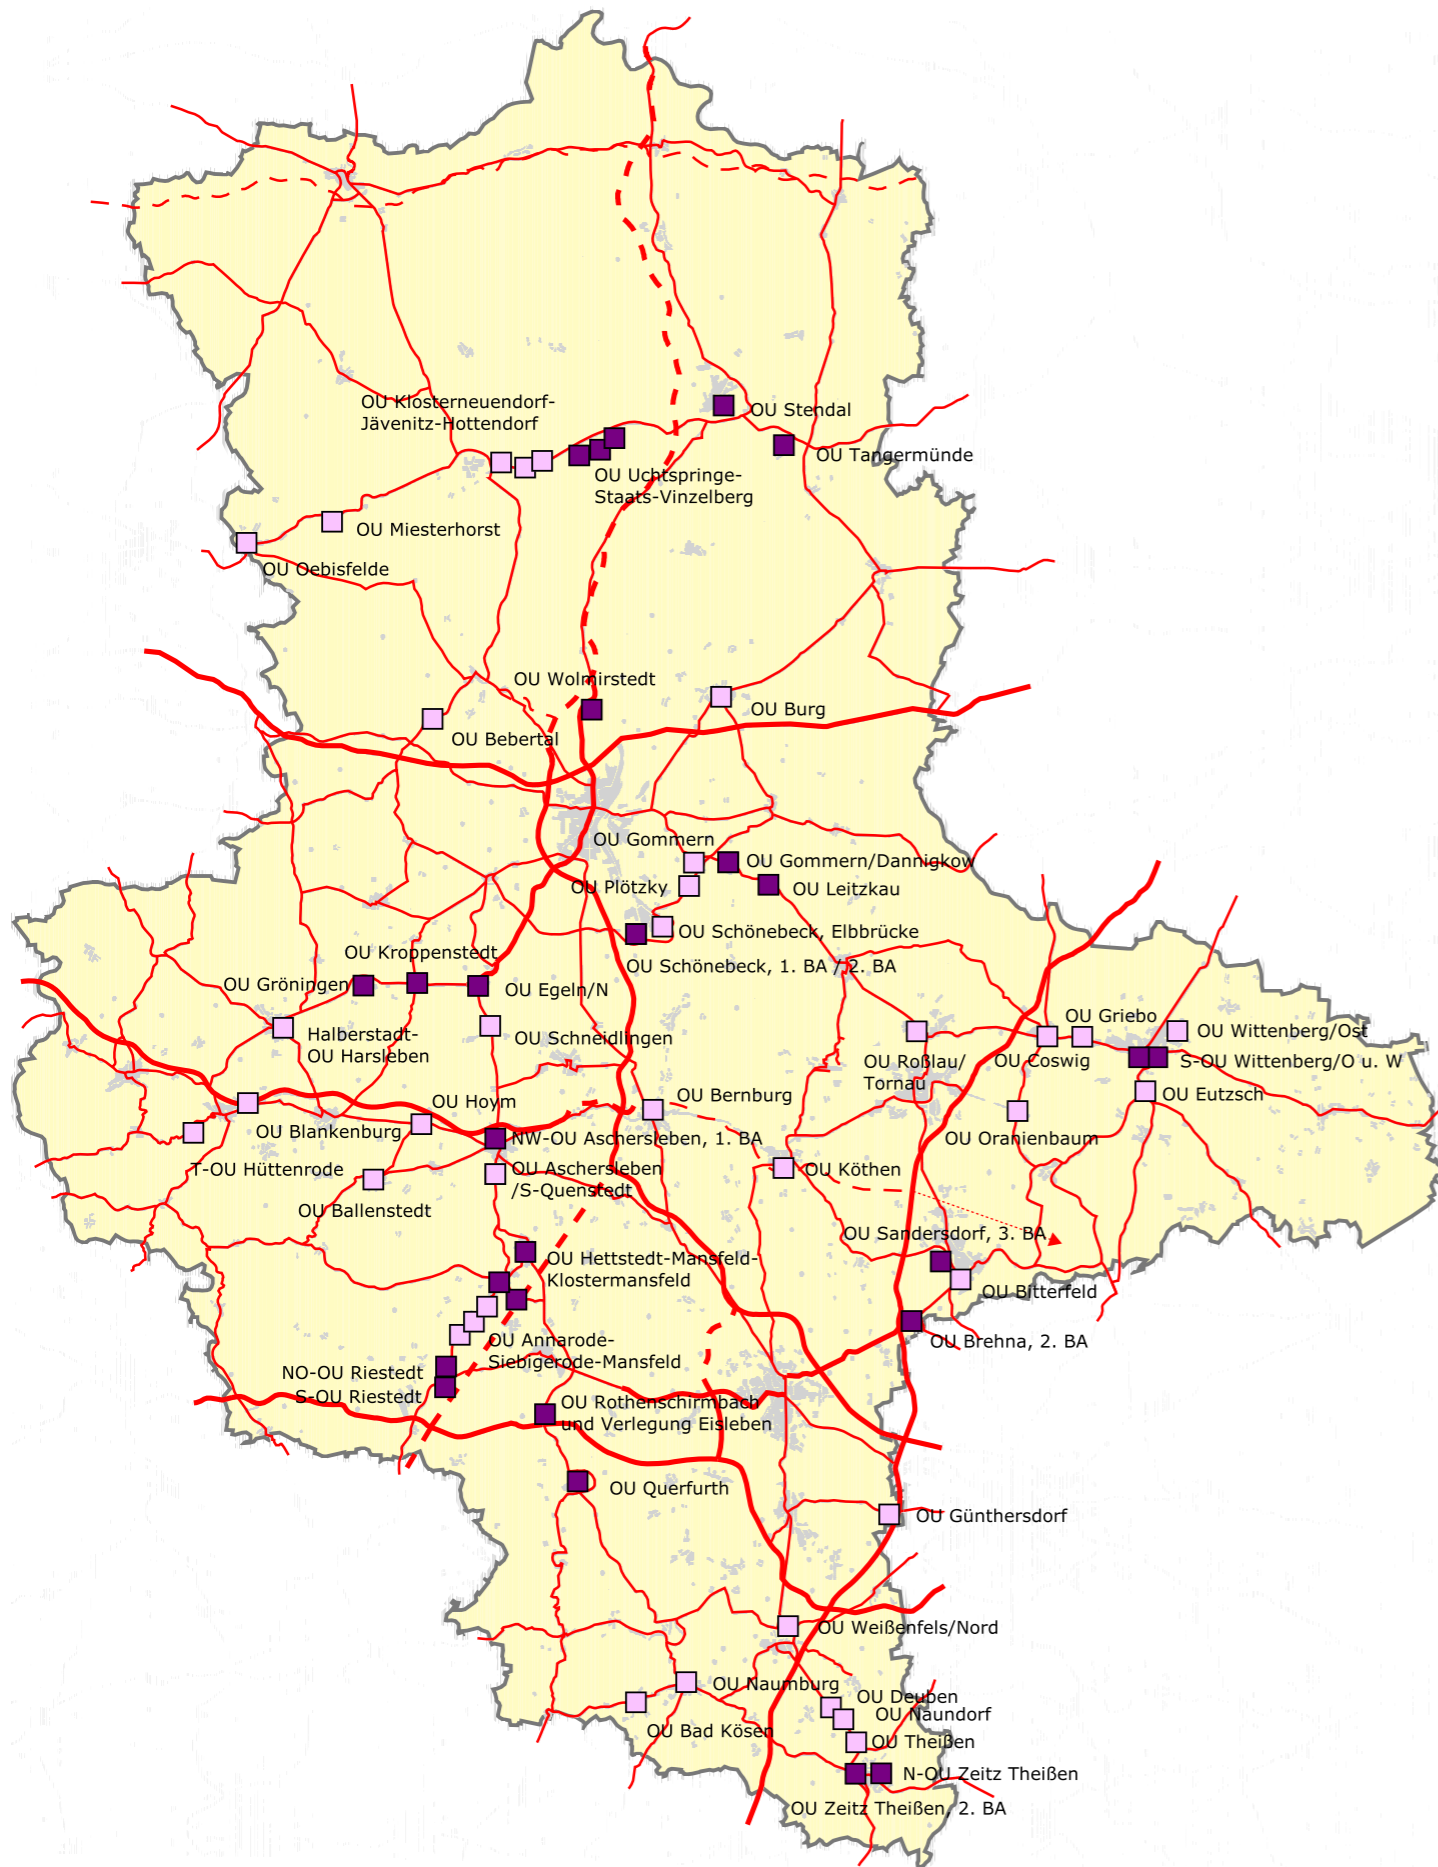 OU Klosterneuendorf-
Jävenitz-Hottendorf
OU Stendal
OU Tangermünde
OU Uchtspringe-
Staats-Vinzelberg
OU Miesterhorst
OU Oebisfelde
OU Wolmirstedt
OU Burg
OU Bebertal
OU Gommern
OU Gommern/Dannigkow
OU Plötzky
OU Leitzkau
OU Schönebeck, Elbbrücke
OU Kroppenstedt
OU Schönebeck, 1. BA / 2. BA
OU Gröningen
OU Egeln/N
Halberstadt-
OU Harsleben
OU Schneidlingen
OU Griebo
OU Wittenberg/Ost
OU Roßlau/
Tornau
OU Coswig
S-OU Wittenberg/O u. W
OU Eutzsch
OU Hoym
OU Bernburg
OU Blankenburg
NW-OU Aschersleben, 1. BA
OU Oranienbaum
T-OU Hüttenrode
OU Aschersleben
/S-Quenstedt
OU Köthen
OU Ballenstedt
OU Sandersdorf, 3. BA
OU Hettstedt-Mansfeld-
Klostermansfeld
OU Bitterfeld
OU Annarode-
Siebigerode-Mansfeld
OU Brehna, 2. BA
NO-OU Riestedt
S-OU Riestedt
OU Rothenschirmbach
und Verlegung Eisleben
OU Querfurth
OU Günthersdorf
OU Weißenfels/Nord
OU Naumburg
OU Deuben
OU Naundorf
OU Bad Kösen
OU Theißen
N-OU Zeitz Theißen
OU Zeitz Theißen, 2. BA